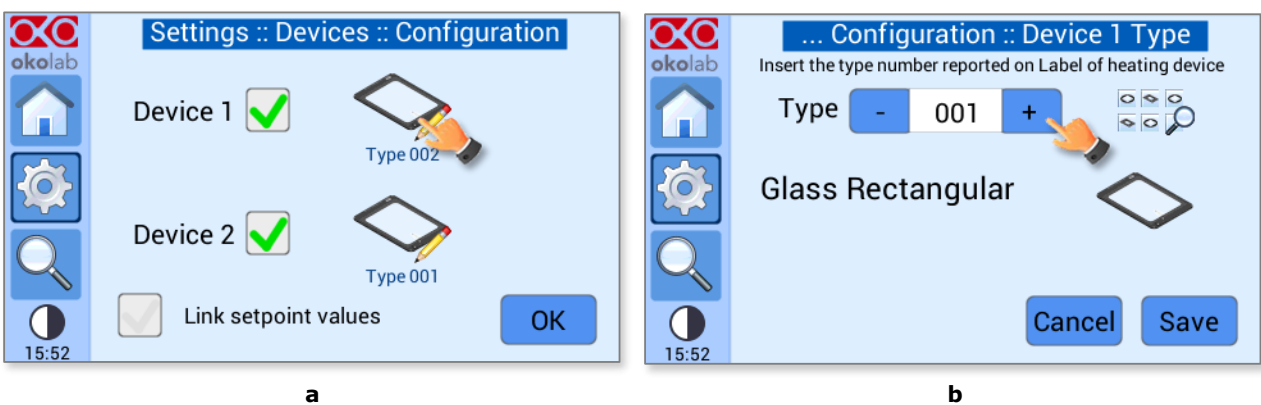 okolab
Settings :: Devices :: Configuration
Device 1
Type 002
Device 2
Type 001
Link setpoint values
OK
15:52
a
okolab
... Configuration :: Device 1 Type
Insert the type number reported on Label of heating device
Type - 001 +
Glass Rectangular
Cancel Save
15:52
b